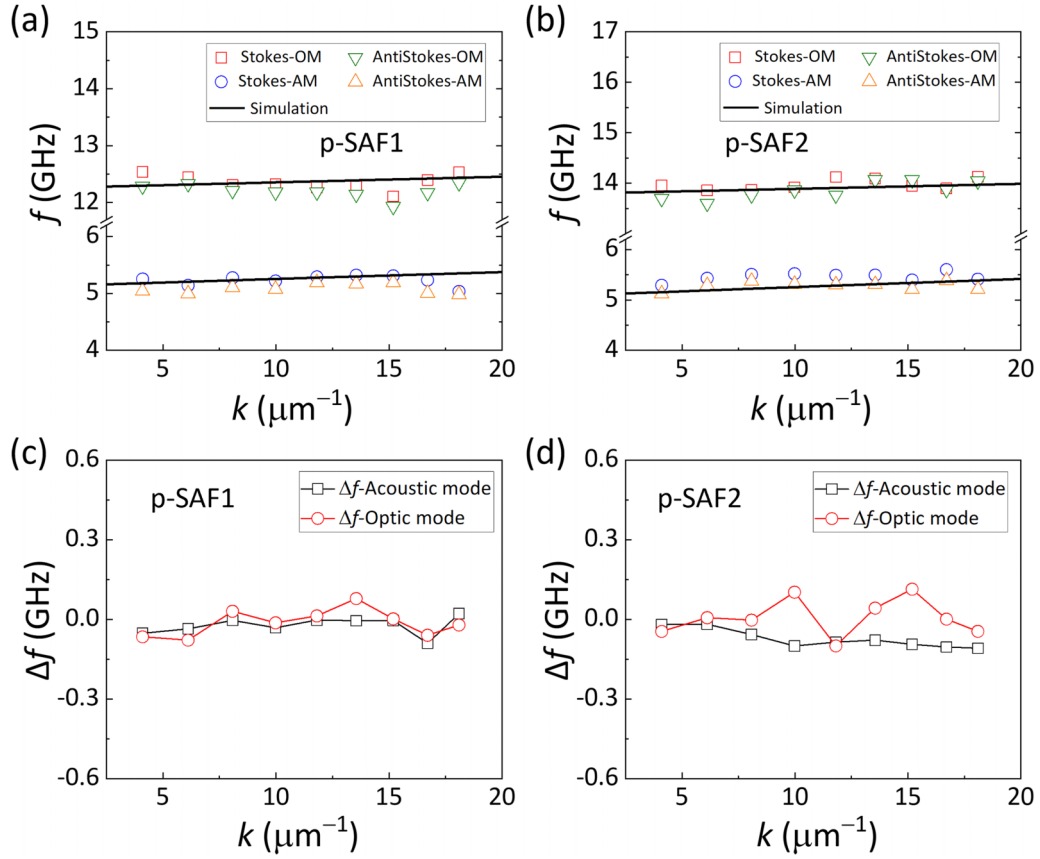 (a)
15
14
13
12
6
5
4
f (GHz)
Stokes-OM
AntiStokes-OM
Stokes-AM
AntiStokes-AM
Simulation
p-SAF1
5
10
15
20
k (μm⁻¹)
(b)
17
16
15
14
6
5
4
f (GHz)
Stokes-OM
AntiStokes-OM
Stokes-AM
AntiStokes-AM
Simulation
p-SAF2
5
10
15
20
k (μm⁻¹)
(c)
0.6
0.3
0.0
-0.3
-0.6
Δf (GHz)
p-SAF1
Δf-Acoustic mode
Δf-Optic mode
5
10
15
20
k (μm⁻¹)
(d)
0.6
0.3
0.0
-0.3
-0.6
Δf (GHz)
p-SAF2
Δf-Acoustic mode
Δf-Optic mode
5
10
15
20
k (μm⁻¹)